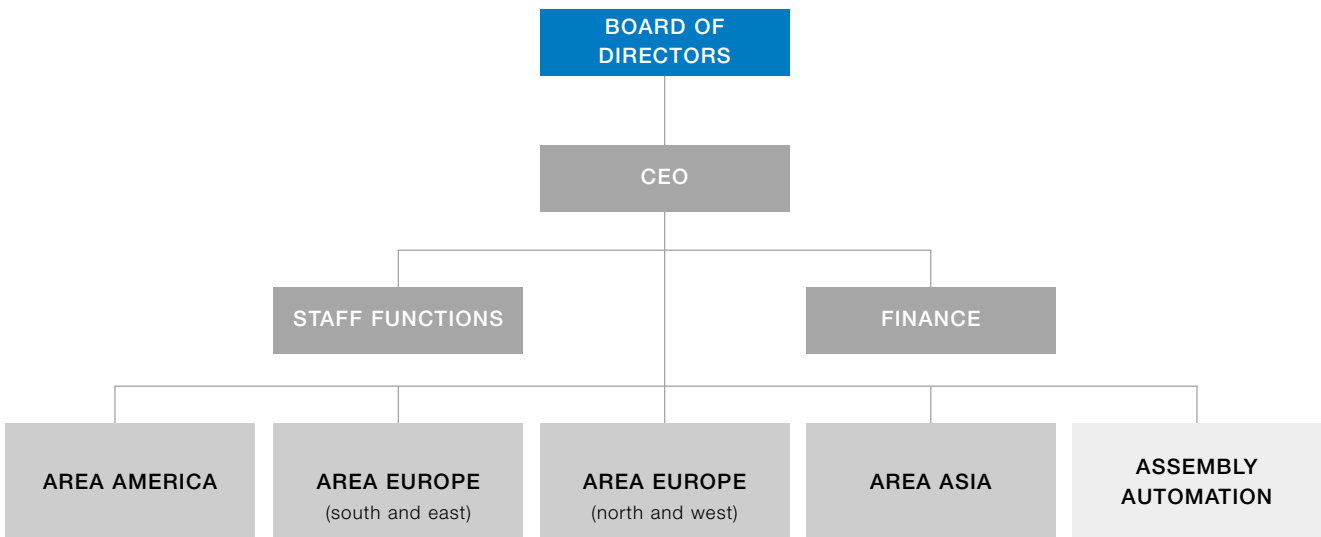 BOARD OF
DIRECTORS
CEO
STAFF FUNCTIONS
FINANCE
AREA AMERICA
AREA EUROPE
(south and east)
AREA EUROPE
(north and west)
AREA ASIA
ASSEMBLY
AUTOMATION